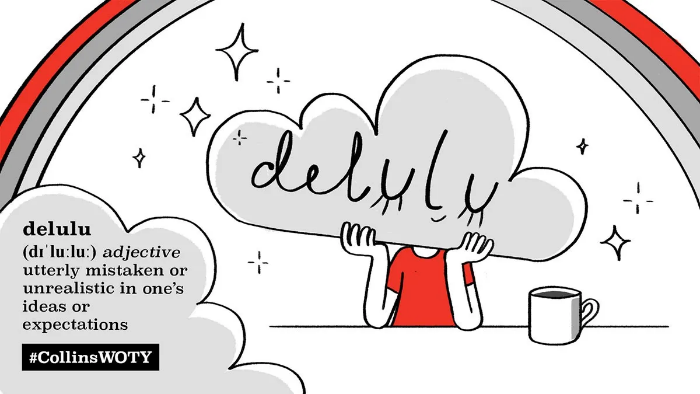 delulu
delulu
(dɪˈluːluː) adjective
utterly mistaken or
unrealistic in one’s
ideas or
expectations
#CollinsWOTY